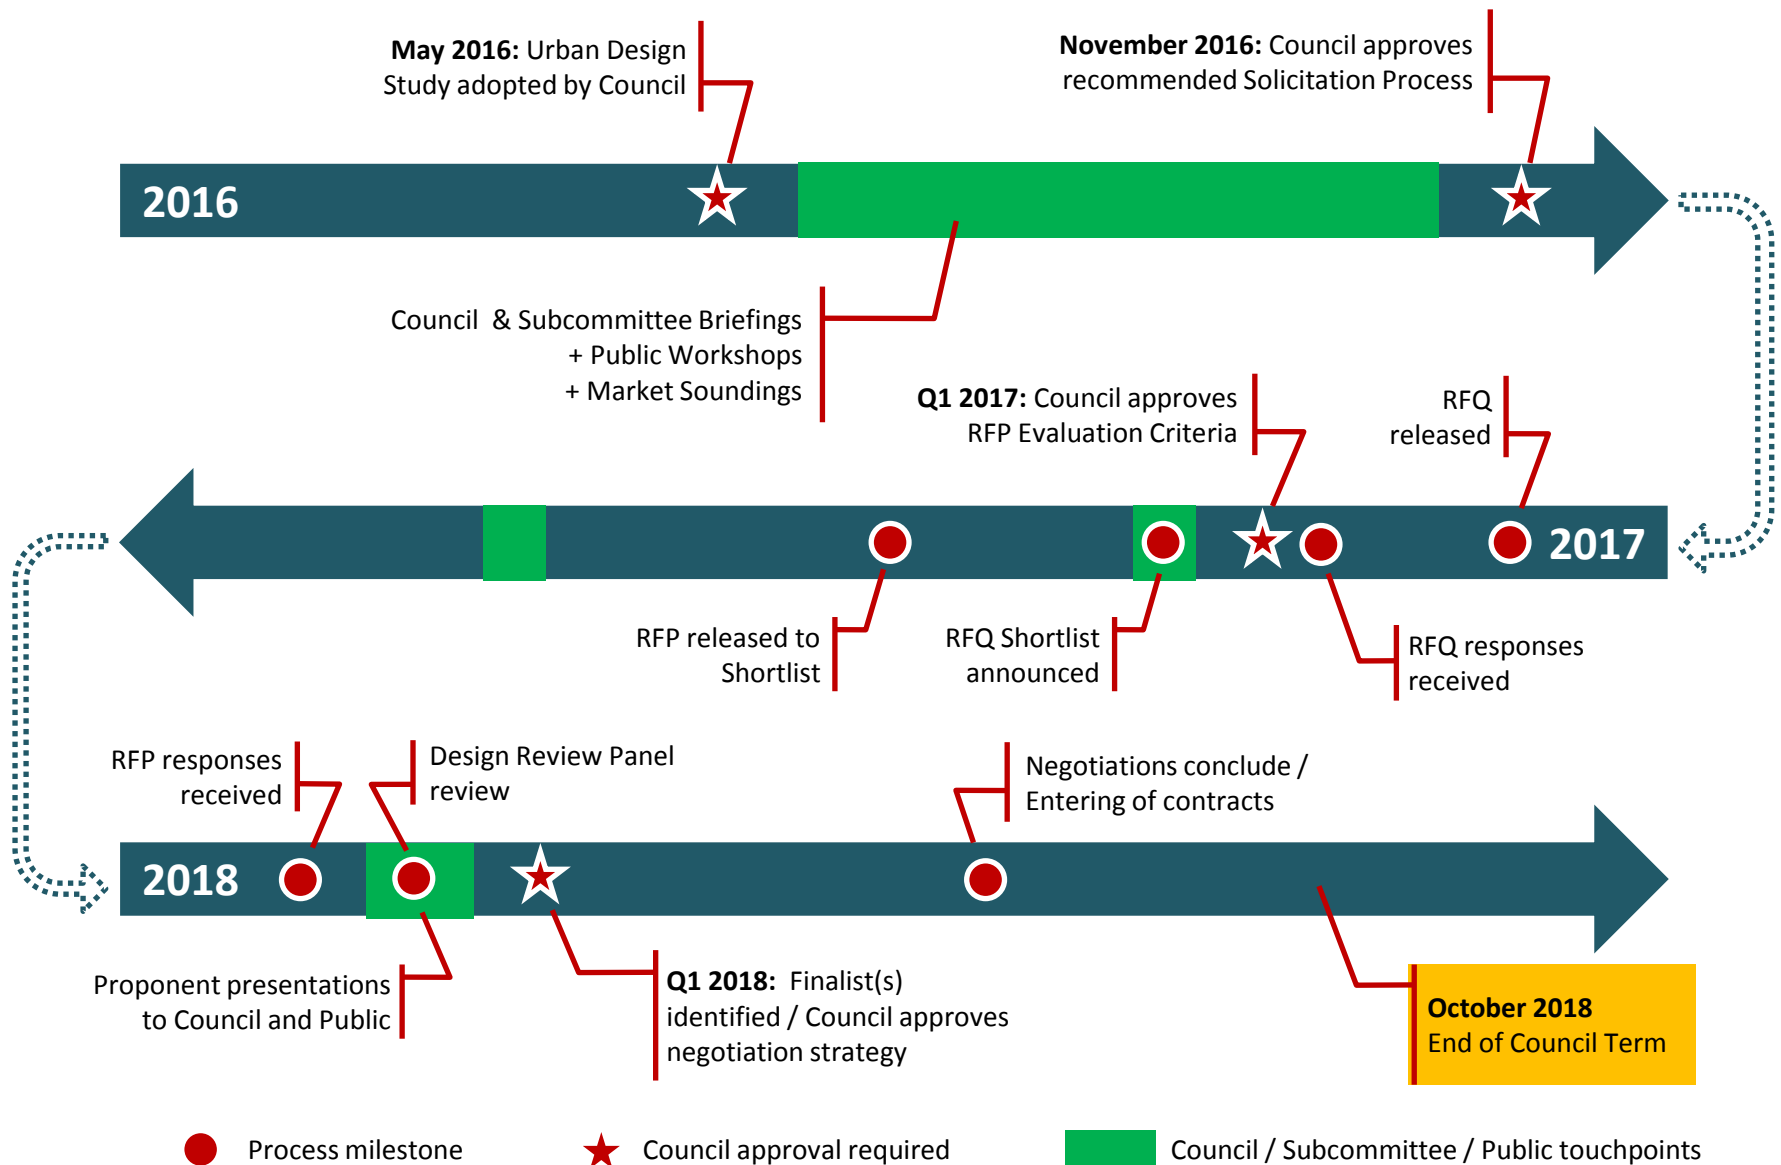 May 2016: Urban Design
Study adopted by Council
November 2016: Council approves
recommended Solicitation Process
2016
Council & Subcommittee Briefings
+ Public Workshops
+ Market Soundings
Q1 2017: Council approves
RFP Evaluation Criteria
RFQ
released
2017
RFP released to
Shortlist
RFQ Shortlist
announced
RFQ responses
received
RFP responses
received
Design Review Panel
review
Negotiations conclude /
Entering of contracts
2018
Proponent presentations
to Council and Public
Q1 2018: Finalist(s)
identified / Council approves
negotiation strategy
October 2018
End of Council Term
Process milestone
Council approval required
Council / Subcommittee / Public touchpoints